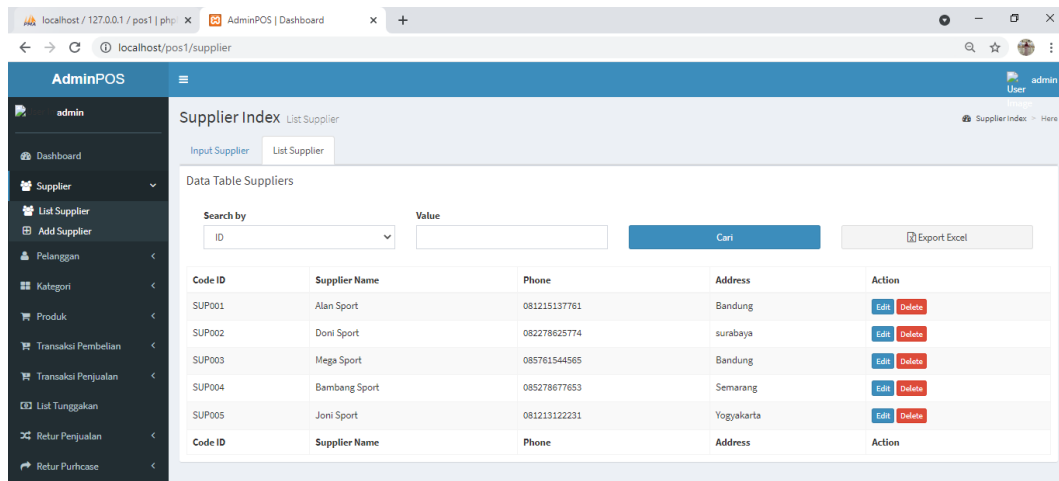 localhost / 127.0.0.1 / pos1 | php
AdminPOS | Dashboard
localhost/pos1/supplier
AdminPOS
User
admin
admin
Supplier Index List Supplier
Supplier Index > Here
Input Supplier List Supplier
Dashboard
Supplier
List Supplier
Add Supplier
Pelanggan
Kategori
Produk
Transaksi Pembelian
Transaksi Penjualan
List Tunggakan
Retur Penjualan
Retur Purhcase
Data Table Suppliers
Search by Value
ID Cari Export Excel
Code ID Supplier Name Phone Address Action
SUP001 Alan Sport 081215137761 Bandung Edit Delete
SUP002 Doni Sport 082278625774 surabaya Edit Delete
SUP003 Mega Sport 085761544565 Bandung Edit Delete
SUP004 Bambang Sport 085278677653 Semarang Edit Delete
SUP005 Joni Sport 081213122231 Yogyakarta Edit Delete
Code ID Supplier Name Phone Address Action